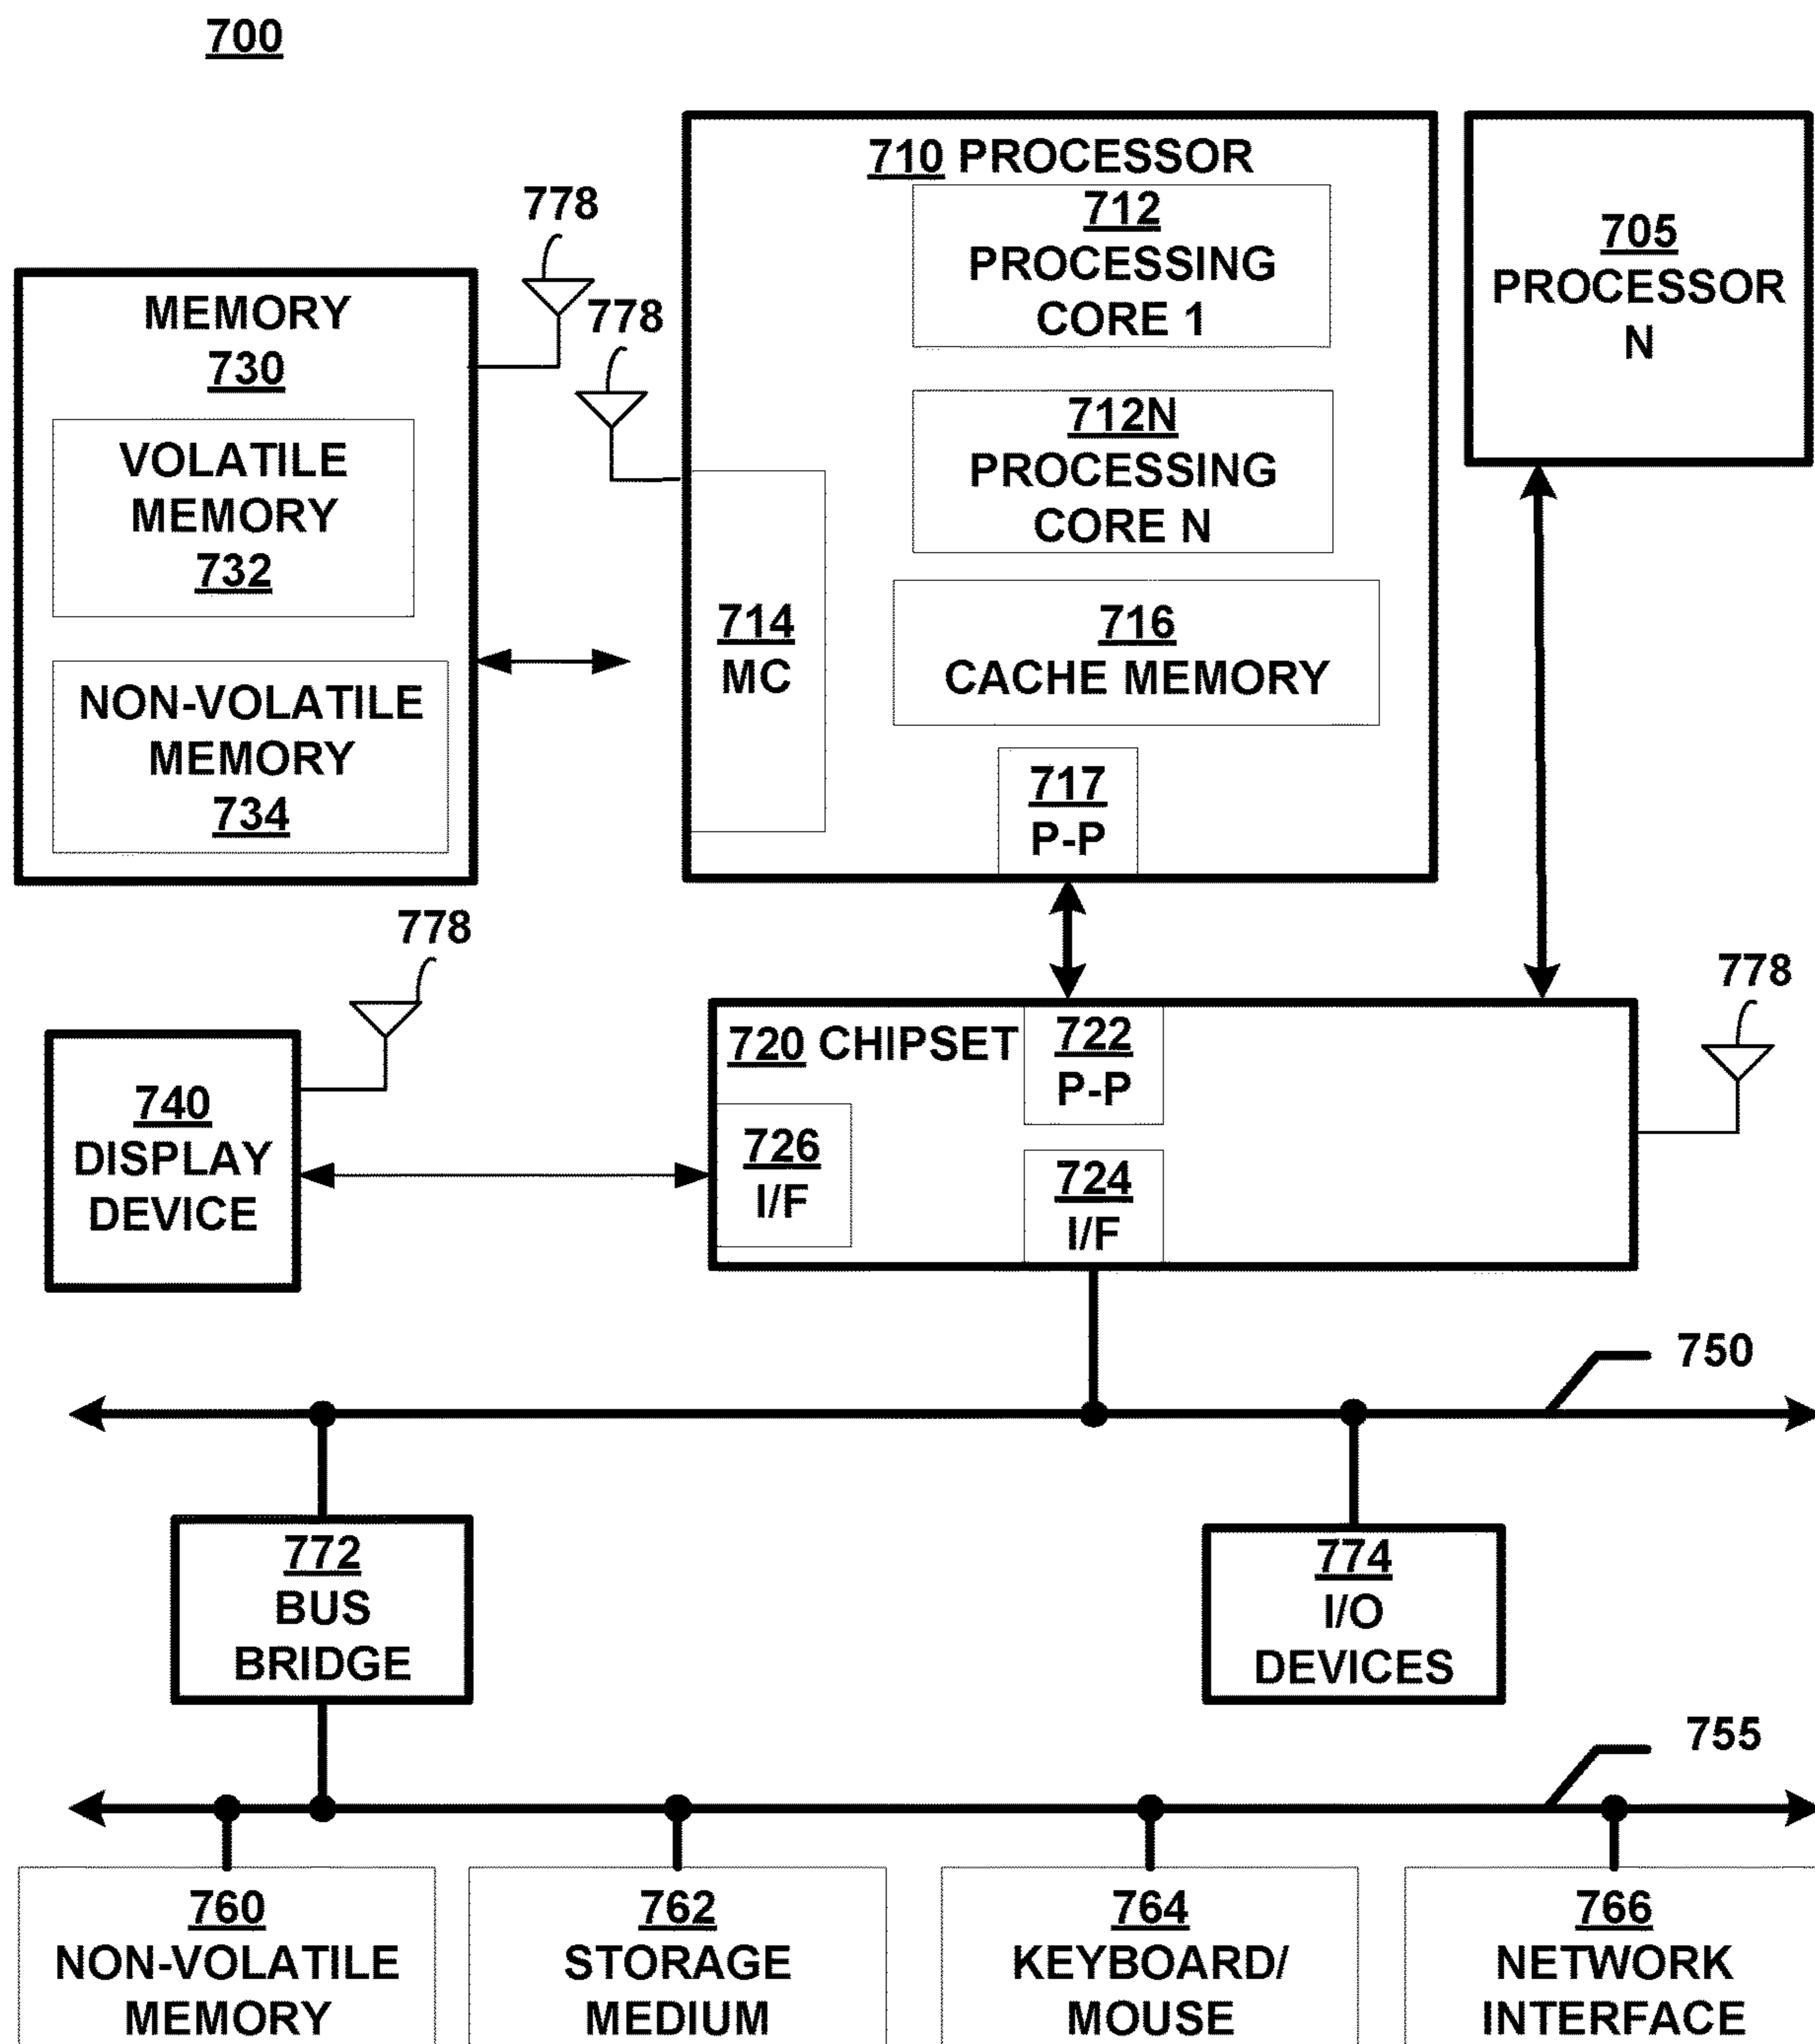 700
710 PROCESSOR
712
PROCESSING
CORE 1
712N
PROCESSING
CORE N
714
MC
716
CACHE MEMORY
717
P-P
705
PROCESSOR
N
778
778
MEMORY
730
VOLATILE
MEMORY
732
NON-VOLATILE
MEMORY
734
778
740
DISPLAY
DEVICE
720 CHIPSET
722
P-P
726
I/F
724
I/F
778
750
772
BUS
BRIDGE
774
I/O
DEVICES
755
760
NON-VOLATILE
MEMORY
762
STORAGE
MEDIUM
764
KEYBOARD/
MOUSE
766
NETWORK
INTERFACE